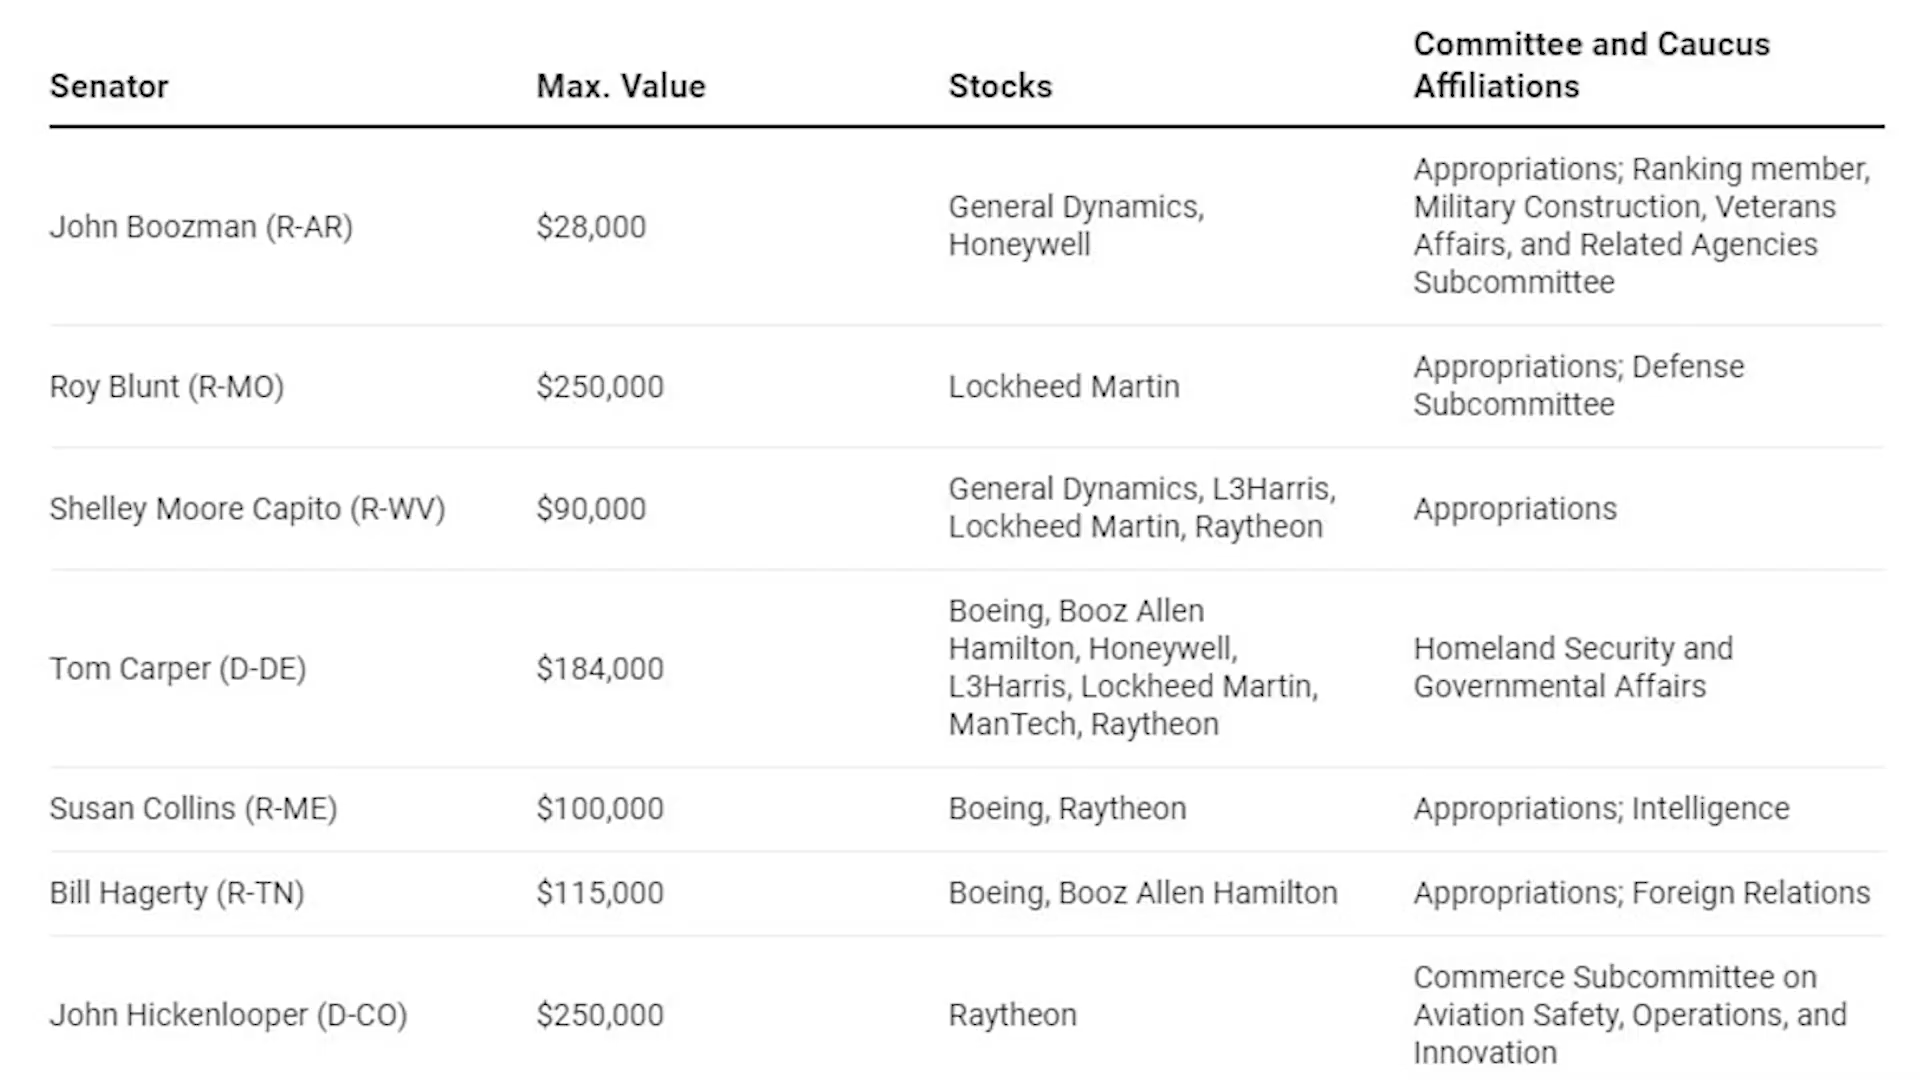 Senator
Max. Value
Stocks
Committee and Caucus
Affiliations
John Boozman (R-AR)
$28,000
General Dynamics,
Honeywell
Appropriations; Ranking member,
Military Construction, Veterans
Affairs, and Related Agencies
Subcommittee
Roy Blunt (R-MO)
$250,000
Lockheed Martin
Appropriations; Defense
Subcommittee
Shelley Moore Capito (R-WV)
$90,000
General Dynamics, L3Harris,
Lockheed Martin, Raytheon
Appropriations
Tom Carper (D-DE)
$184,000
Boeing, Booz Allen
Hamilton, Honeywell,
L3Harris, Lockheed Martin,
ManTech, Raytheon
Homeland Security and
Governmental Affairs
Susan Collins (R-ME)
$100,000
Boeing, Raytheon
Appropriations; Intelligence
Bill Hagerty (R-TN)
$115,000
Boeing, Booz Allen Hamilton
Appropriations; Foreign Relations
John Hickenlooper (D-CO)
$250,000
Raytheon
Commerce Subcommittee on
Aviation Safety, Operations, and
Innovation